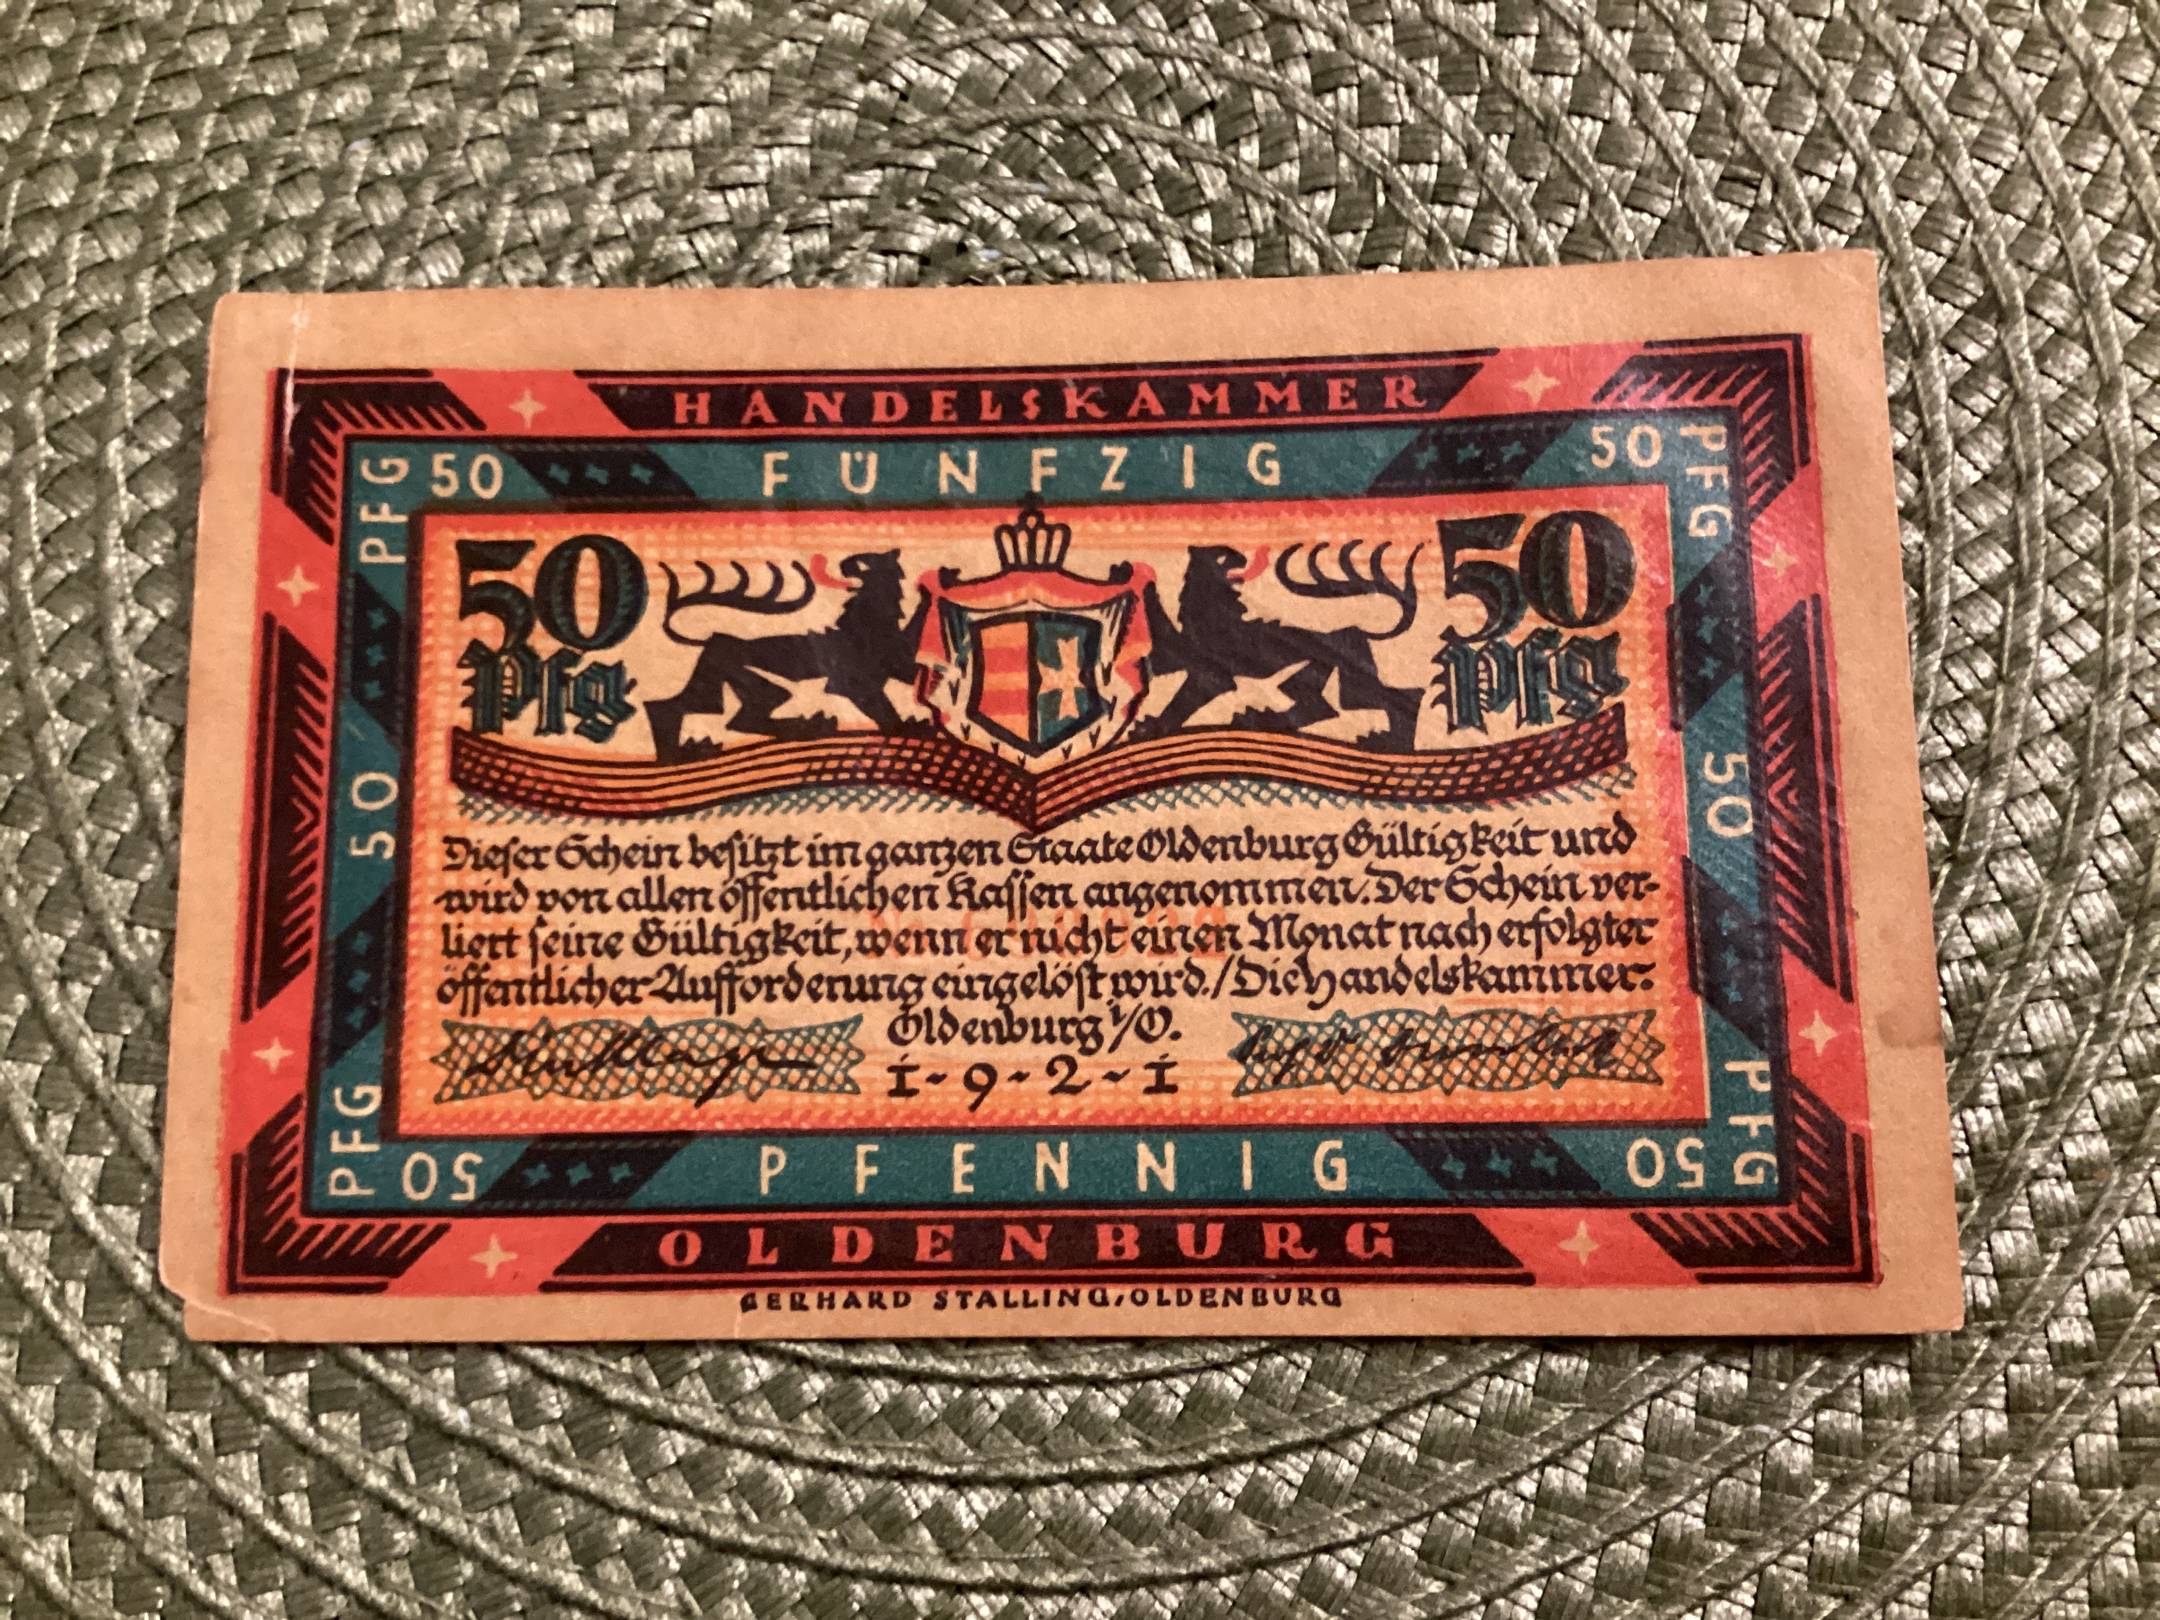 HANDELSKAMMER
PFG 50 FÜNFZIG 50 PFG
50 Pfg 50 Pfg
50 50
Dieser Schein besitzt im ganzen Staate Oldenburg Gültigkeit und
wird von allen öffentlichen Kassen angenommen. Der Schein ver-
liert seine Gültigkeit, wenn er nicht einen Monat nach erfolgter
öffentlicher Aufforderung eingelöst wird. / Die Handelskammer.
Oldenburg i/O.
1-9-2-1
PFG 50 PFENNIG 50 PFG
OLDENBURG
GERHARD STALLING, OLDENBURG